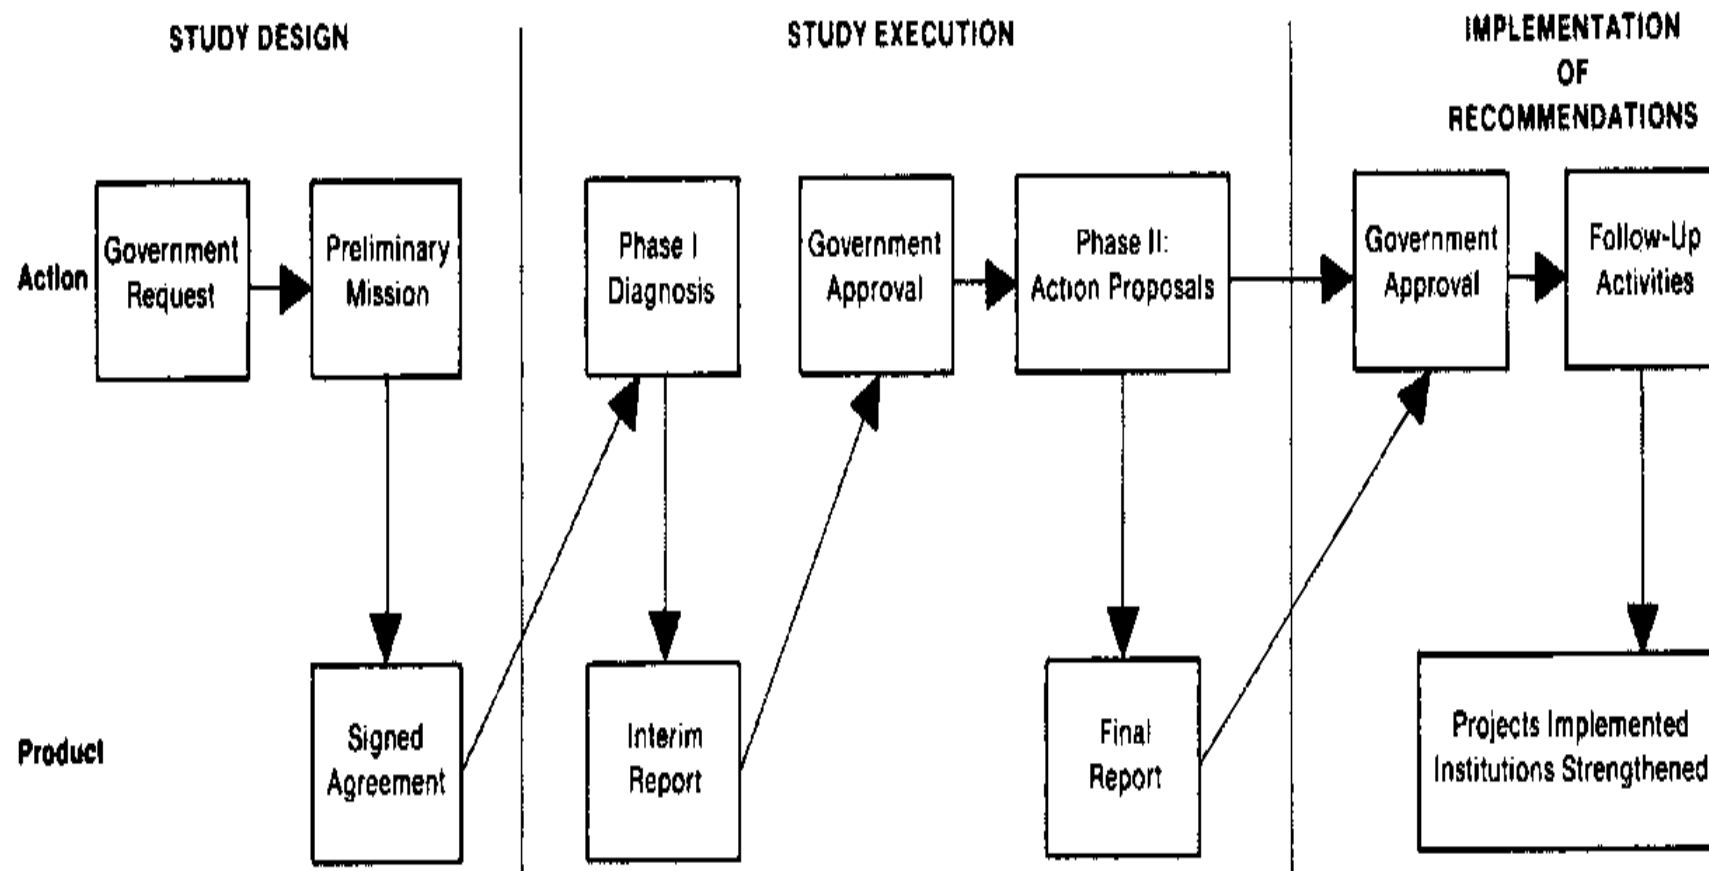 STUDY DESIGN
STUDY EXECUTION
IMPLEMENTATION
OF
RECOMMENDATIONS
Action
Government
Request
Preliminary
Mission
Phase I
Diagnosis
Government
Approval
Phase II:
Action Proposals
Government
Approval
Follow-Up
Activities
Product
Signed
Agreement
Interim
Report
Final
Report
Projects Implemented
Institutions Strengthened